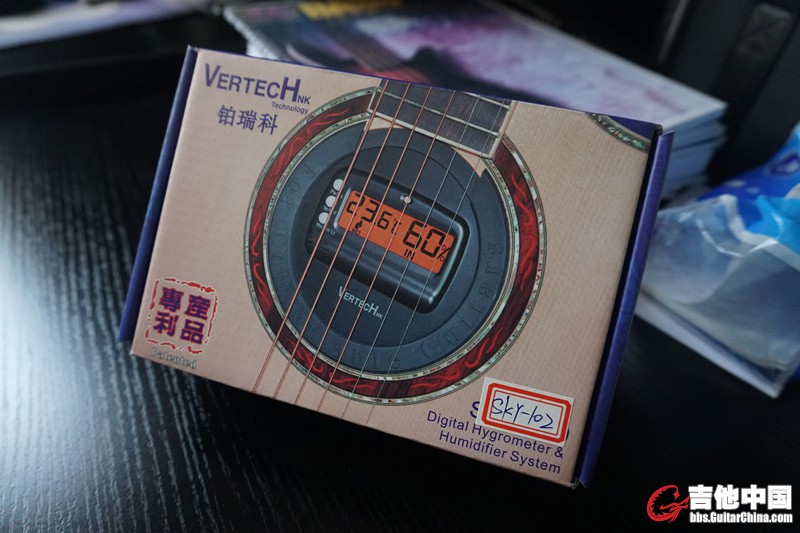 VERTECHNK
Technology
铂瑞科
23.6°C 60%
IN
VERTECHNK
專產
利品
Patented
SKY-102
Digital Hygrometer &
Humidifier System
吉他中国
bbs.GuitarChina.com